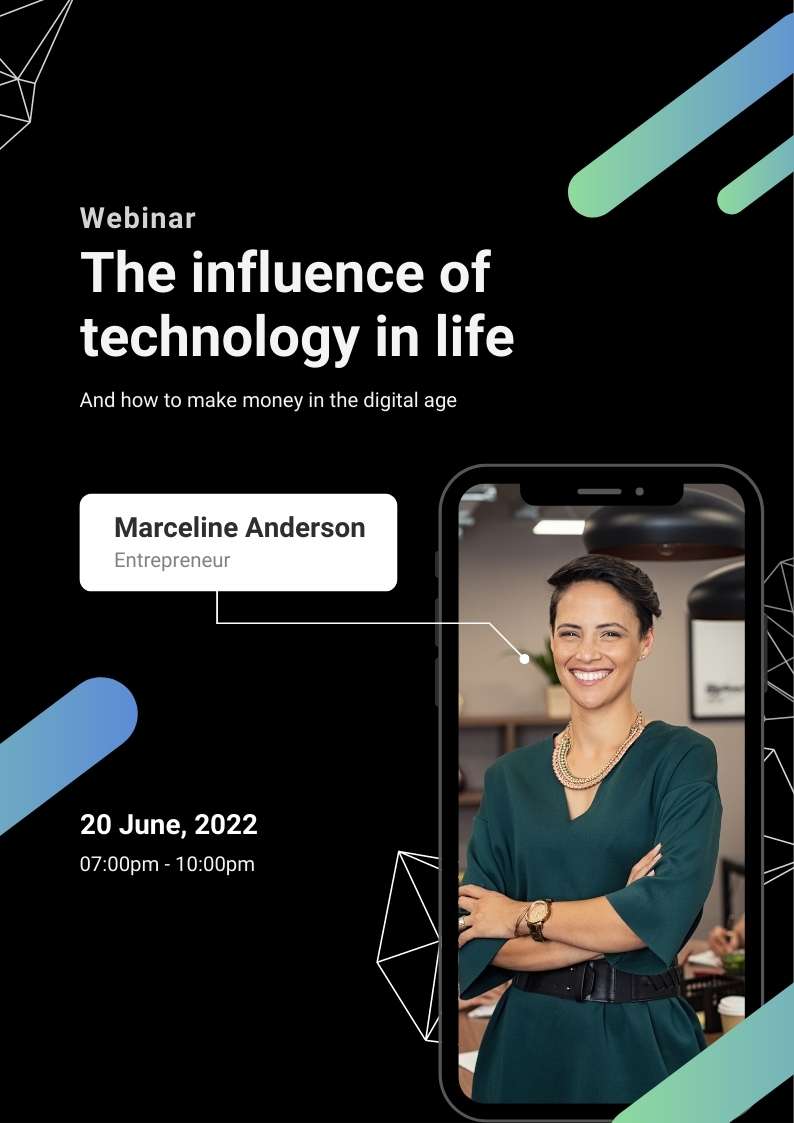 Webinar
The influence of
technology in life
And how to make money in the digital age
Marceline Anderson
Entrepreneur
20 June, 2022
07:00pm - 10:00pm